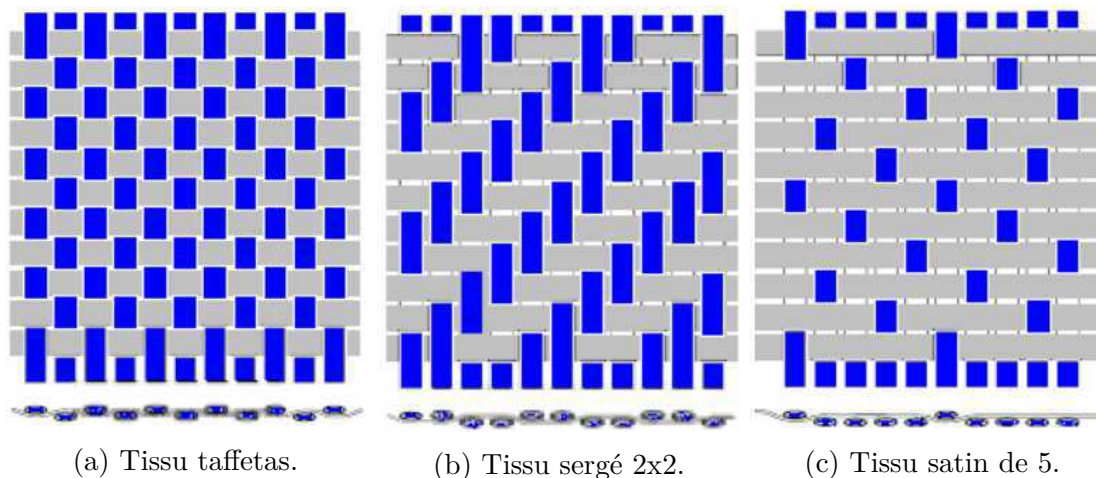 (a) Tissu taffetas.
(b) Tissu sergé 2x2.
(c) Tissu satin de 5.